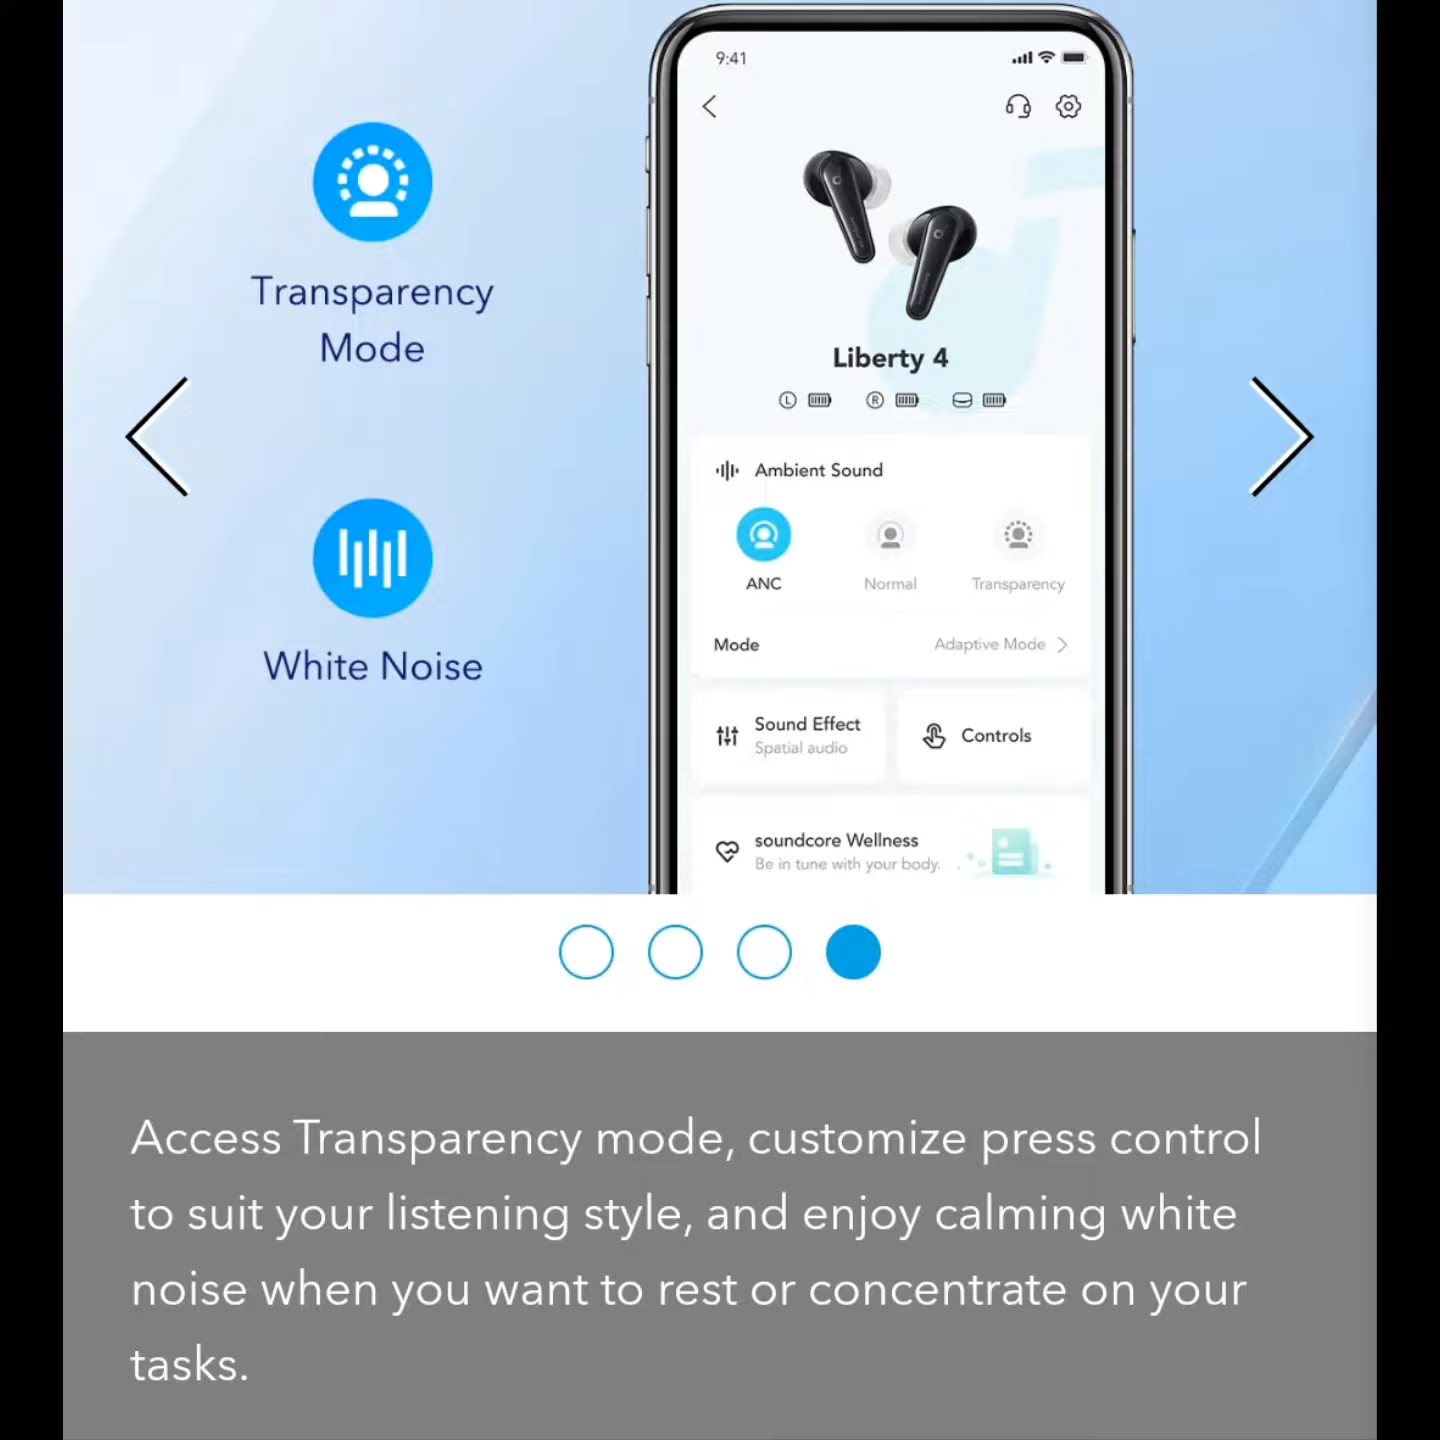 Transparency
Mode
White Noise
9:41
Liberty 4
L
R
Ambient Sound
ANC
Normal
Transparency
Mode
Adaptive Mode
Sound Effect
Spatial audio
Controls
soundcore Wellness
Be in tune with your body.
Access Transparency mode, customize press control
to suit your listening style, and enjoy calming white
noise when you want to rest or concentrate on your
tasks.